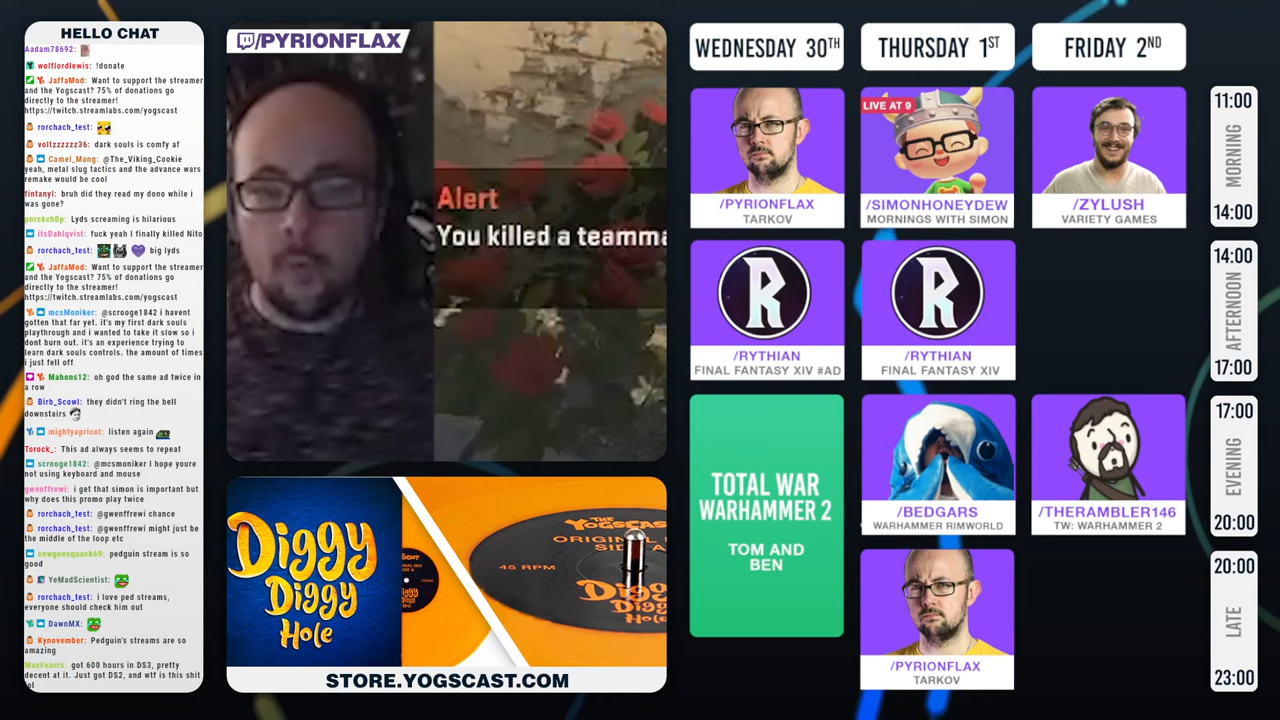 HELLO CHAT
Aadam78692:
wolflordlewis: !donate
JaffaMod: Want to support the streamer
and the Yogscast? 75% of donations go
directly to the streamer!
https://twitch.streamlabs.com/yogscast
rorchach_test:
voltzzzzzz36: dark souls is comfy af
Camel_Mang: @The_Viking_Cookie
yeah, metal slug tactics and the advance wars
remake would be cool
fintanyl: bruh did they read my dono while i
was gone?
porckch0p: Lyds screaming is hilarious
itsDahlqvist: fuck yeah I finally killed Nito
rorchach_test: big lyds
JaffaMod: Want to support the streamer
and the Yogscast? 75% of donations go
directly to the streamer!
https://twitch.streamlabs.com/yogscast
mcsMoniker: @scrooge1842 i havent
gotten that far yet. it's my first dark souls
playthrough and i wanted to take it slow so i
dont burn out. it's an experience trying to
learn dark souls controls. the amount of times
i just fell off
Mahons12: oh god the same ad twice in
a row
Birb_Scowl: they didn't ring the bell
downstairs
mightyapricot: listen again
Torock_: This ad always seems to repeat
scrooge1842: @mcsmoniker I hope youre
not using keyboard and mouse
gwenffrewi: i get that simon is important but
why does this promo play twice
rorchach_test: @gwenffrewi chance
rorchach_test: @gwenffrewi might just be
the middle of the loop etc
cowgoesquack69: pedguin stream is so
good
YeMadScientist:
rorchach_test: i love ped streams,
everyone should check him out
DawnMX:
Kynovember: Pedguin's streams are so
amazing
MacFearrs: got 600 hours in DS3, pretty
decent at it. Just got DS2, and wtf is this shit
lol
/PYRIONFLAX
Alert
You killed a teamma
DIGGY
DIGGY
HOLE
THE
YOGSCAST
ORIGINAL
SIDE A
45 RPM
DIGGY
STORE.YOGSCAST.COM
WEDNESDAY 30TH
THURSDAY 1ST
FRIDAY 2ND
/PYRIONFLAX
TARKOV
LIVE AT 9
/SIMONHONEYDEW
MORNINGS WITH SIMON
/ZYLUSH
VARIETY GAMES
11:00
MORNING
14:00
R
/RYTHIAN
FINAL FANTASY XIV #AD
R
/RYTHIAN
FINAL FANTASY XIV
14:00
AFTERNOON
17:00
TOTAL WAR
WARHAMMER 2
TOM AND
BEN
/BEDGARS
WARHAMMER RIMWORLD
/THERAMBLER146
TW: WARHAMMER 2
17:00
EVENING
20:00
/PYRIONFLAX
TARKOV
20:00
LATE
23:00